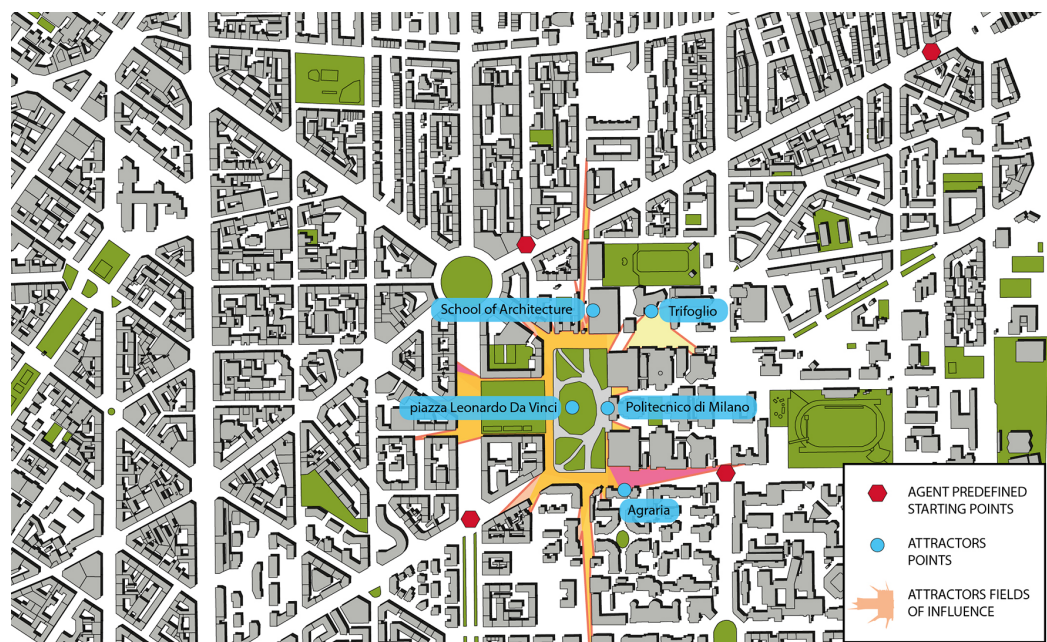 School of Architecture
Trifoglio
piazza Leonardo Da Vinci
Politecnico di Milano
Agraria
AGENT PREDEFINED
STARTING POINTS
ATTRACTORS
POINTS
ATTRACTORS FIELDS
OF INFLUENCE